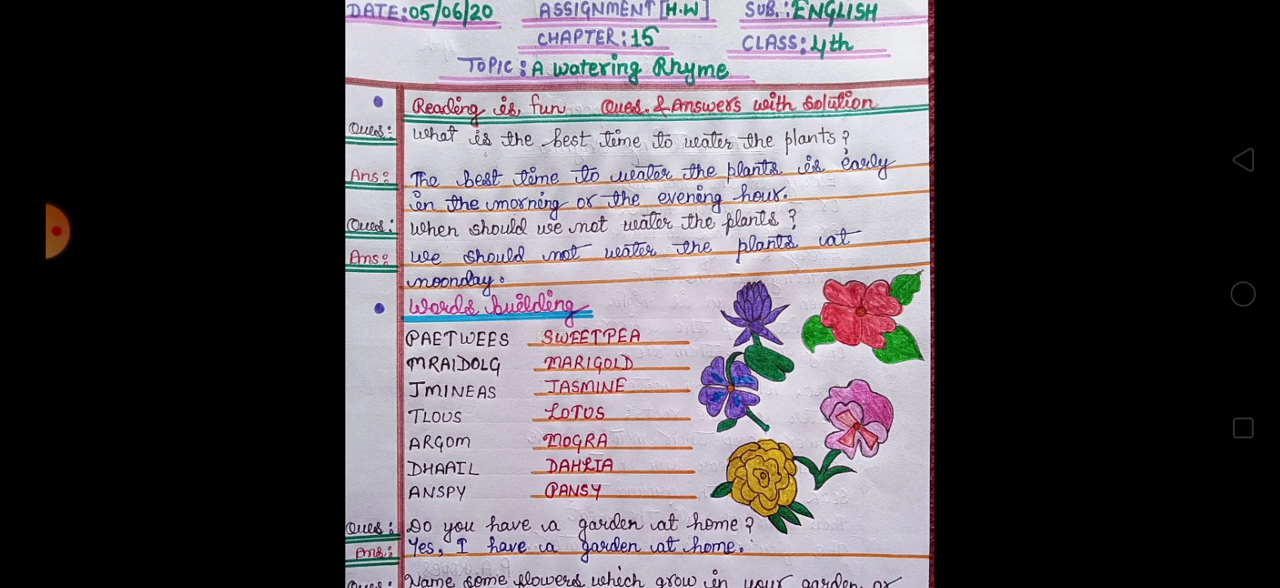 DATE:05/06/20 ASSIGNMENT [H.W] SUB.:ENGLISH
CHAPTER:15 CLASS:4th
TOPIC: A watering Rhyme
Reading is fun Ques. & Answers with solution
Ques: What is the best time to water the plants?
Ans: The best time to water the plants is early
in the morning or the evening hour.
Ques: When should we not water the plants?
Ans: We should not water the plants at
noonday.
Words building
PAETWEES SWEETPEA
MRAIDOLG MARIGOLD
JMINEAS JASMINE
TLOUS LOTUS
ARGOM MOGRA
DHAAIL DAHLIA
ANSPY PANSY
Ques: Do you have a garden at home?
Ans: Yes, I have a garden at home.
Ques: Name some flowers which grow in your garden or